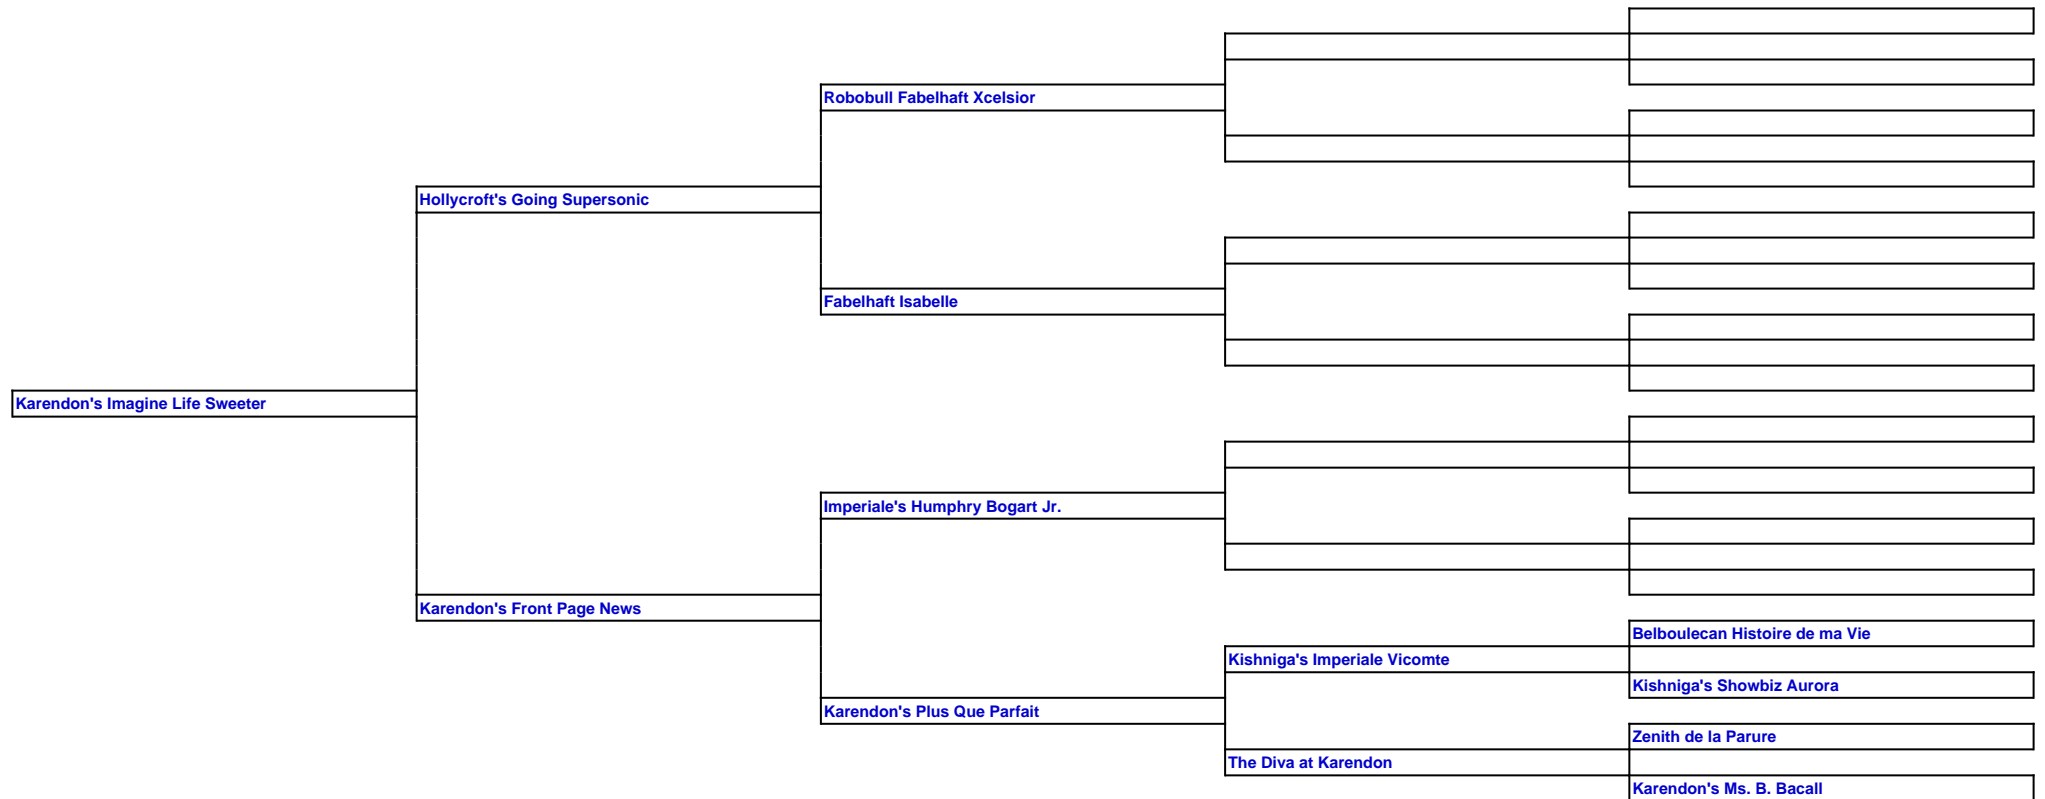 Robobull Fabelhaft Xcelsior
Hollycroft's Going Supersonic
Fabelhaft Isabelle
Karendon's Imagine Life Sweeter
Imperiale's Humphry Bogart Jr.
Karendon's Front Page News
Belboulecan Histoire de ma Vie
Kishniga's Imperiale Vicomte
Kishniga's Showbiz Aurora
Karendon's Plus Que Parfait
Zenith de la Parure
The Diva at Karendon
Karendon's Ms. B. Bacall